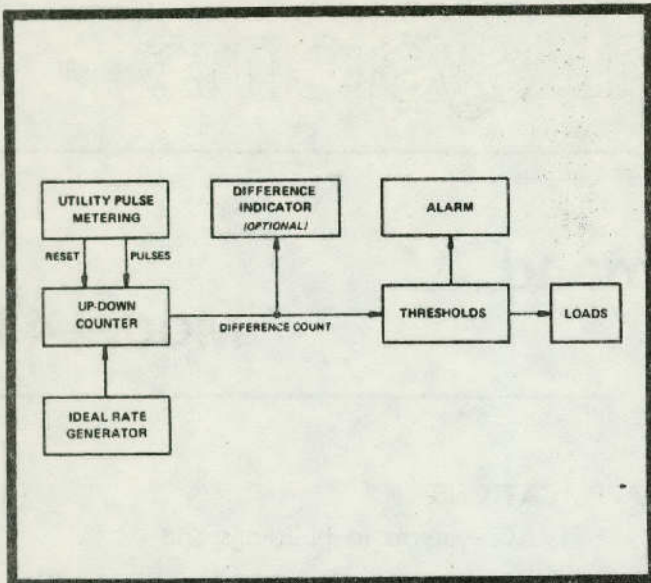 UTILITY PULSE
METERING
DIFFERENCE
INDICATOR
(OPTIONAL)
ALARM
RESET
PULSES
UP-DOWN
COUNTER
DIFFERENCE COUNT
THRESHOLDS
LOADS
IDEAL RATE
GENERATOR